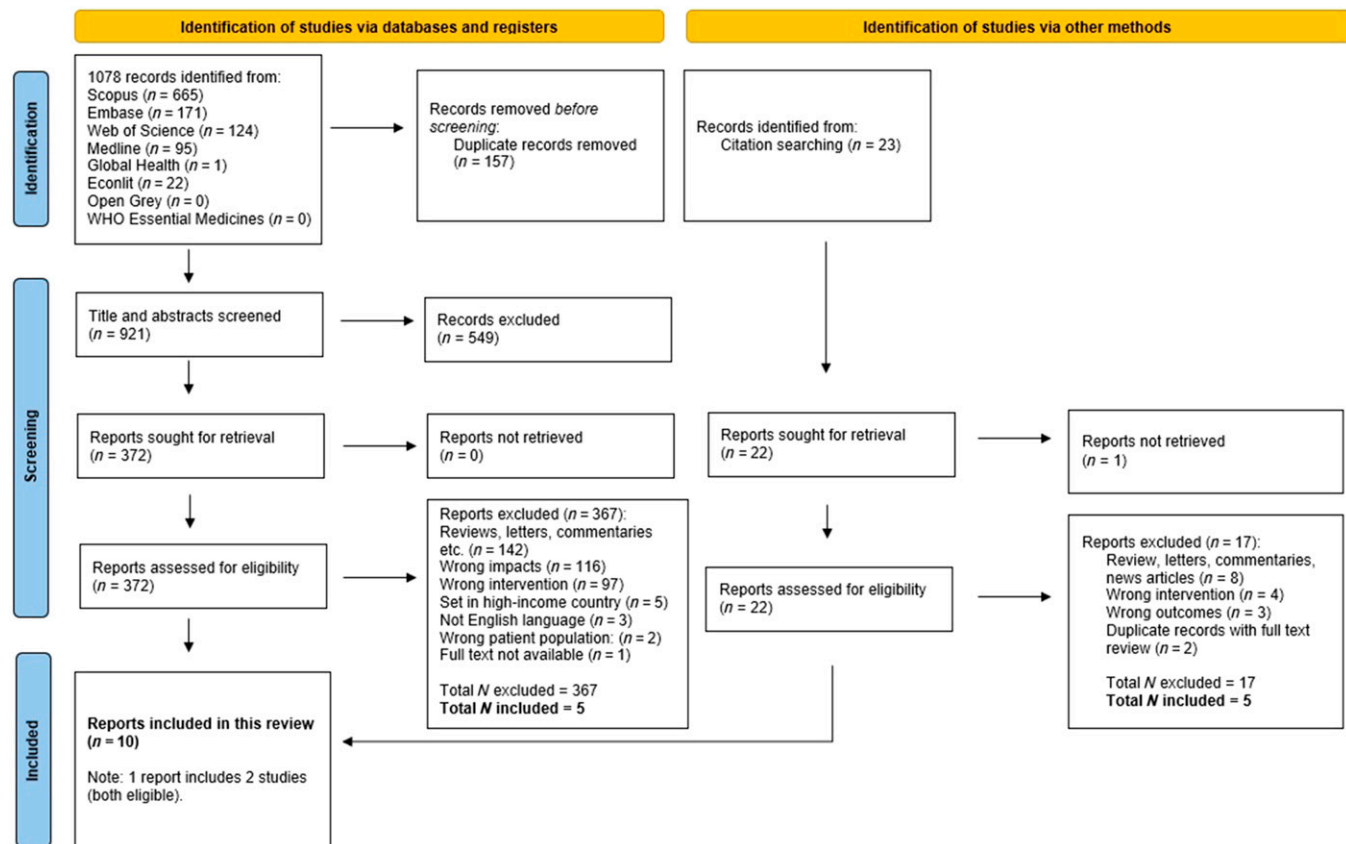 Identification of studies via databases and registers
Identification of studies via other methods
Identification
1078 records identified from:
Scopus (n = 665)
Embase (n = 171)
Web of Science (n = 124)
Medline (n = 95)
Global Health (n = 1)
Econlit (n = 22)
Open Grey (n = 0)
WHO Essential Medicines (n = 0)
Records removed before
screening:
Duplicate records removed
(n = 157)
Records identified from:
Citation searching (n = 23)
Screening
Title and abstracts screened
(n = 921)
Records excluded
(n = 549)
Reports sought for retrieval
(n = 372)
Reports not retrieved
(n = 0)
Reports sought for retrieval
(n = 22)
Reports not retrieved
(n = 1)
Reports assessed for eligibility
(n = 372)
Reports excluded (n = 367):
Reviews, letters, commentaries
etc. (n = 142)
Wrong impacts (n = 116)
Wrong intervention (n = 97)
Set in high-income country (n = 5)
Not English language (n = 3)
Wrong patient population: (n = 2)
Full text not available (n = 1)
Total N excluded = 367
Total N included = 5
Reports assessed for eligibility
(n = 22)
Reports excluded (n = 17):
Review, letters, commentaries,
news articles (n = 8)
Wrong intervention (n = 4)
Wrong outcomes (n = 3)
Duplicate records with full text
review (n = 2)
Total N excluded = 17
Total N included = 5
Included
Reports included in this review
(n = 10)
Note: 1 report includes 2 studies
(both eligible).